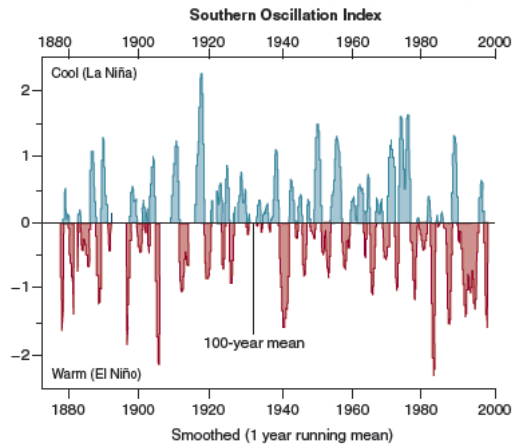 Southern Oscillation Index
1880 1900 1920 1940 1960 1980 2000
Cool (La Niña)
2
1
0
−1
−2
100-year mean
Warm (El Niño)
1880 1900 1920 1940 1960 1980 2000
Smoothed (1 year running mean)